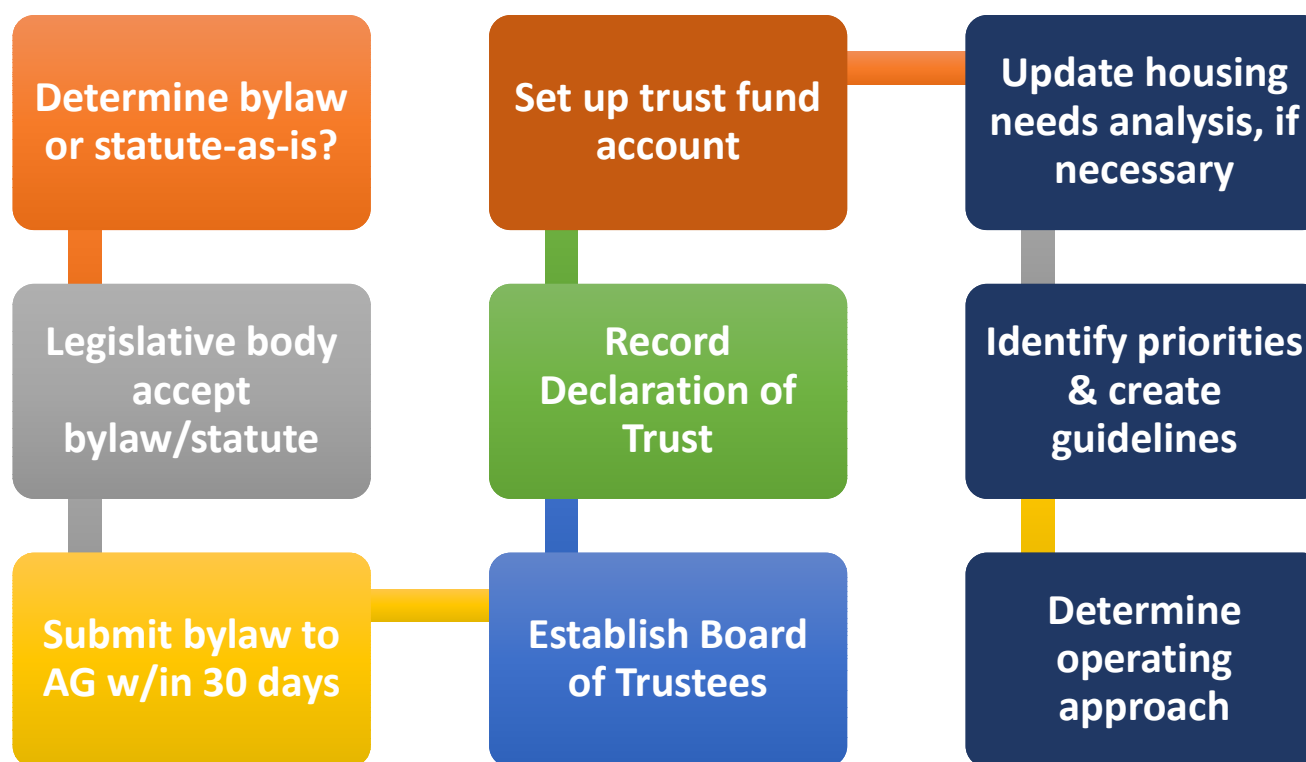 Determine bylaw
or statute-as-is?
Legislative body
accept
bylaw/statute
Submit bylaw to
AG w/in 30 days
Establish Board
of Trustees
Record
Declaration of
Trust
Set up trust fund
account
Update housing
needs analysis, if
necessary
Identify priorities
& create
guidelines
Determine
operating
approach